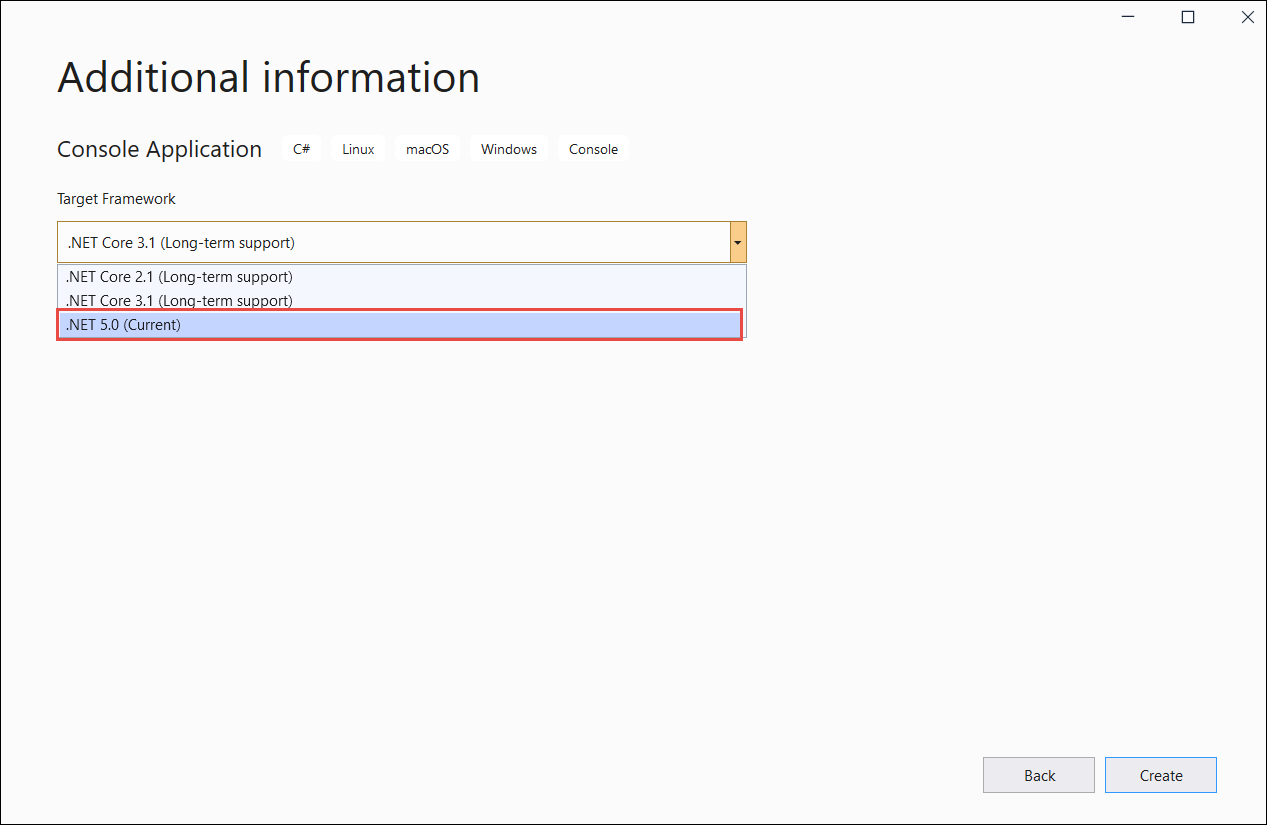 Additional information
Console Application C# Linux macOS Windows Console
Target Framework
.NET Core 3.1 (Long-term support)
.NET Core 2.1 (Long-term support)
.NET Core 3.1 (Long-term support)
.NET 5.0 (Current)
Back Create